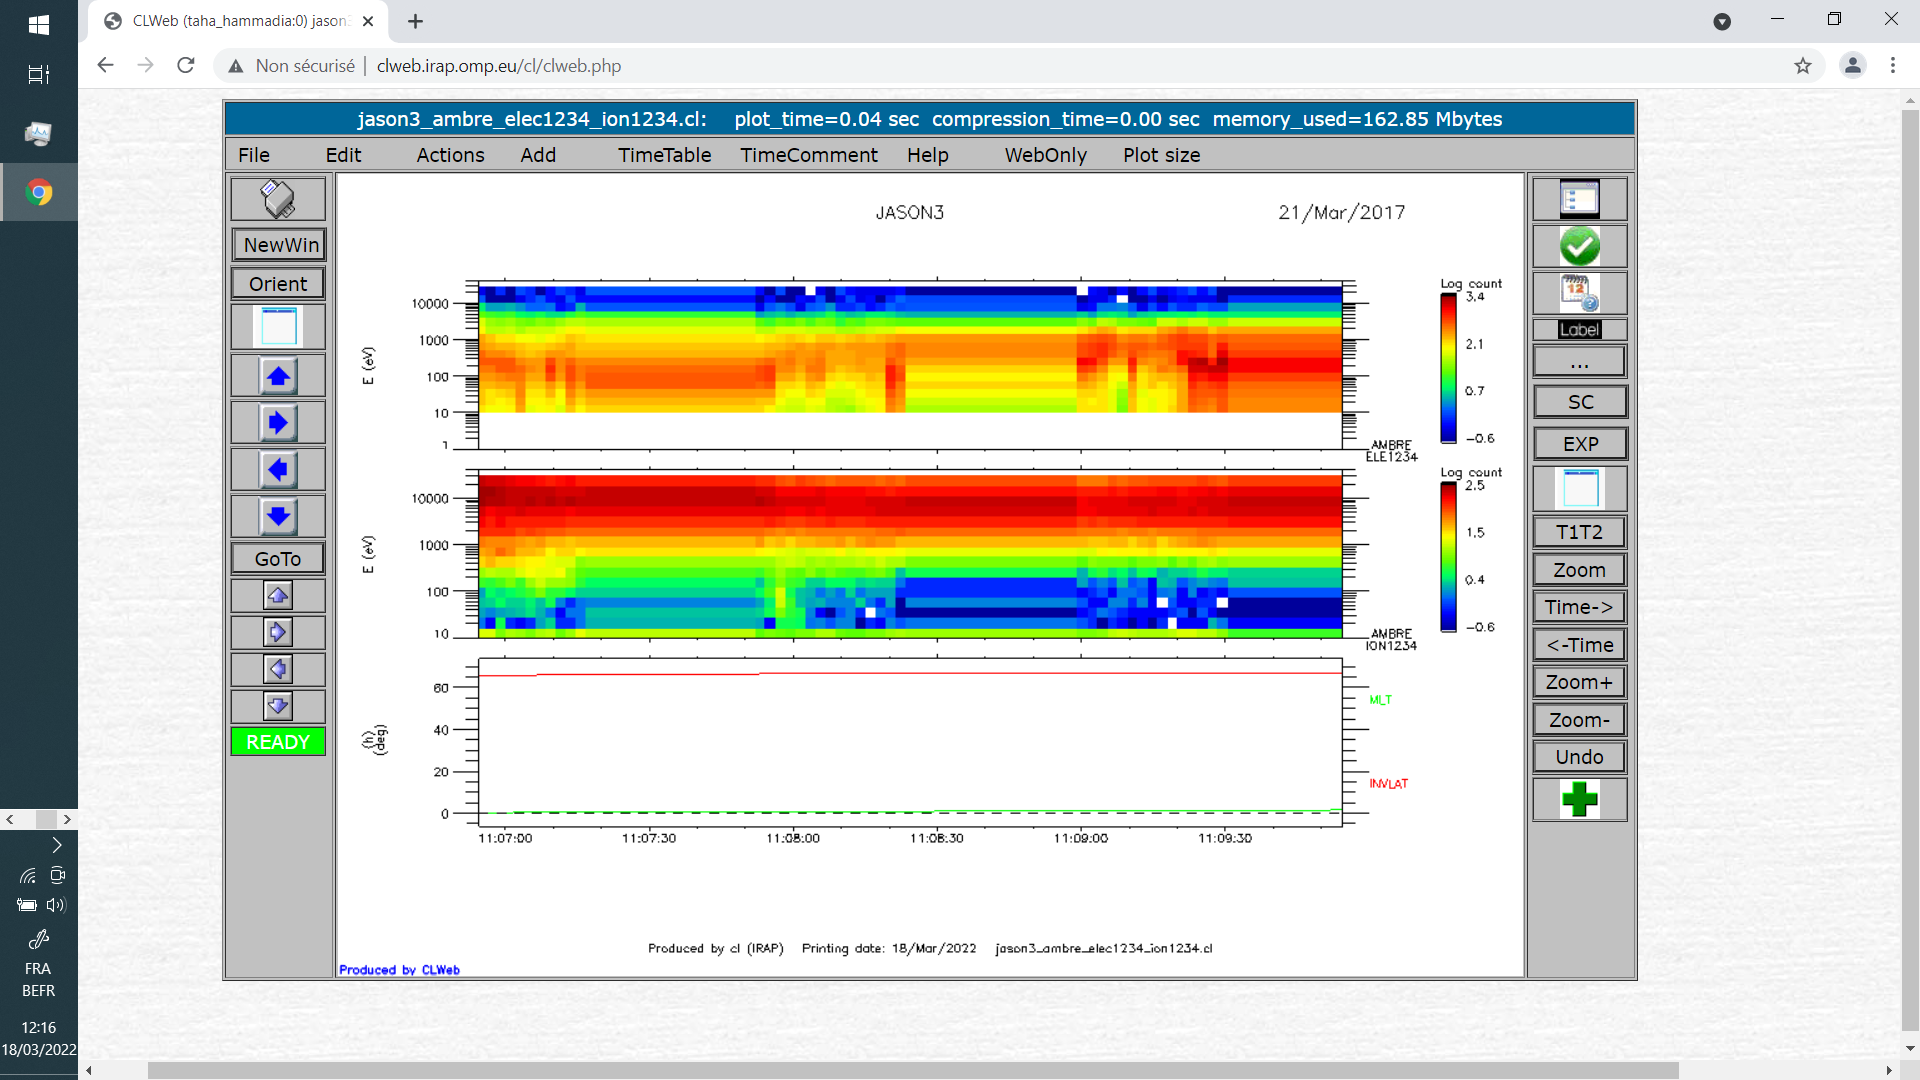 CLWeb (taha_hammadia:0) jason3
Non sécurisé | clweb.irap.omp.eu/cl/clweb.php
jason3_ambre_elec1234_ion1234.cl: plot_time=0.04 sec compression_time=0.00 sec memory_used=162.85 Mbytes
File Edit Actions Add TimeTable TimeComment Help WebOnly Plot size
NewWin
Orient
GoTo
READY
JASON3 21/Mar/2017
Log count
3.4
2.1
0.7
-0.6
E (eV)
10000
1000
100
10
1
AMBRE
ELE1234
Log count
2.5
1.5
0.4
-0.6
E (eV)
10000
1000
100
10
AMBRE
ION1234
(h)
(deg)
60
40
20
0
MLT
INVLAT
11:07:00 11:07:30 11:08:00 11:08:30 11:09:00 11:09:30
Produced by cl (IRAP) Printing date: 18/Mar/2022 jason3_ambre_elec1234_ion1234.cl
Produced by CLWeb
12
Label
...
SC
EXP
T1T2
Zoom
Time->
<-Time
Zoom+
Zoom-
Undo
FRA
BEFR
12:16
18/03/2022